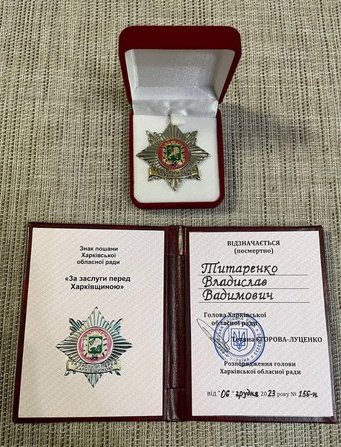 Знак пошани
Харківської
обласної ради
«За заслуги перед
Харківщиною»
ВІДЗНАЧАЄТЬСЯ
(посмертно)
Титаренко
Владислав
Вадимович
Голова Харківської
обласної ради
Тетяна ЄГОРОВА-ЛУЦЕНКО
Розпорядження голови
Харківської обласної ради
від "06" грудня 2023 року № 156-н